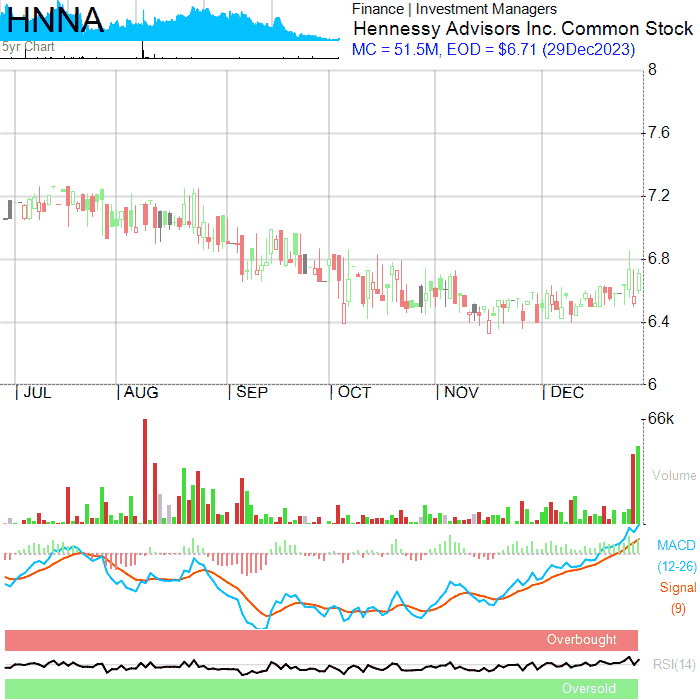 HNNA
5yr Chart
Finance | Investment Managers
Hennessy Advisors Inc. Common Stock
MC = 51.5M, EOD = $6.71 (29Dec2023)
8
7.6
7.2
6.8
6.4
6
| JUL | AUG | SEP | OCT | NOV | DEC
66k
Volume
MACD
(12-26)
Signal
(9)
Overbought
RSI(14)
Oversold